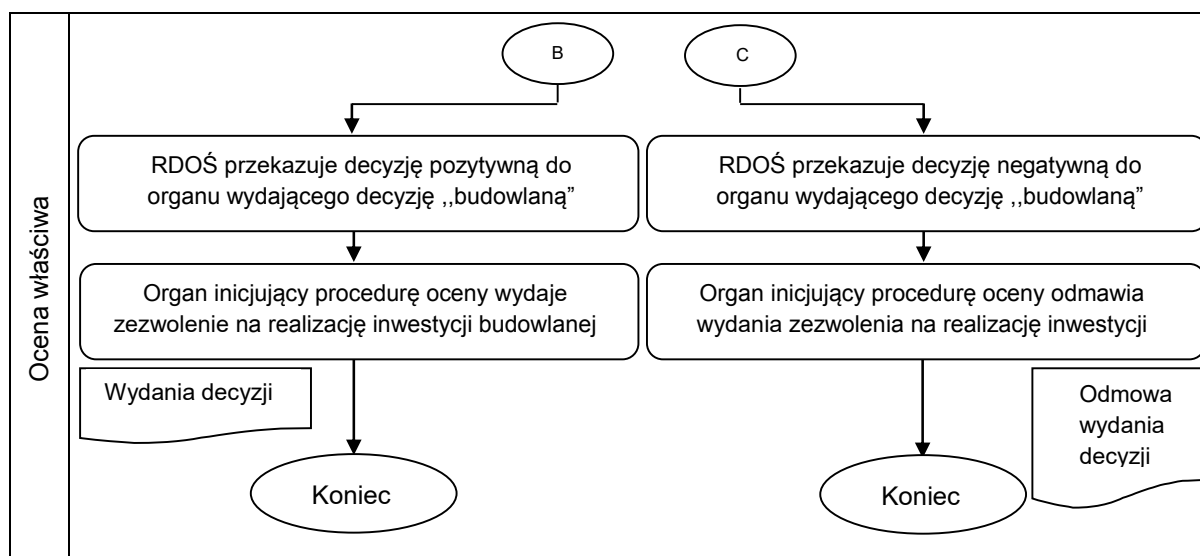 Ocena właściwa
B
C
RDOŚ przekazuje decyzję pozytywną do
organu wydającego decyzję ,,budowlaną”
RDOŚ przekazuje decyzję negatywną do
organu wydającego decyzję ,,budowlaną”
Organ inicjujący procedurę oceny wydaje
zezwolenie na realizację inwestycji budowlanej
Organ inicjujący procedurę oceny odmawia
wydania zezwolenia na realizację inwestycji
Wydania decyzji
Odmowa
wydania
decyzji
Koniec
Koniec